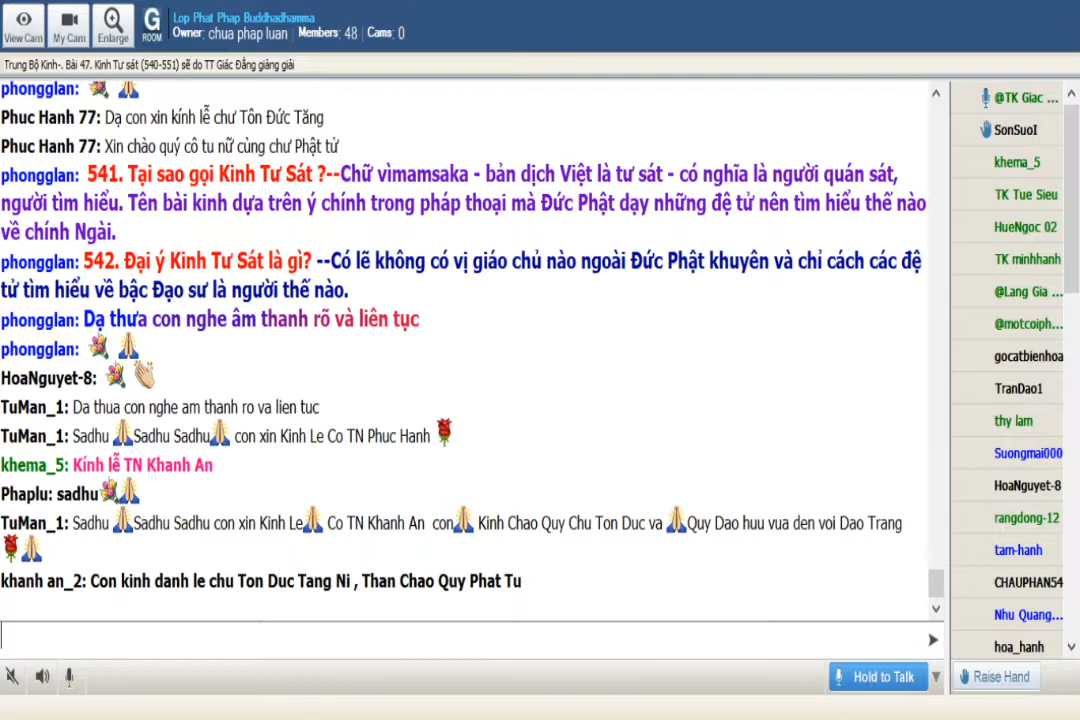 Lop Phat Phap Buddhadhamma
Owner: chua phap luan | Members: 48 | Cams: 0
View Cam
My Cam
Enlarge
G
ROOM
Trung Bộ Kinh-. Bài 47. Kinh Tư sát (540-551) sẽ do TT Giác Đẳng giảng giải
phongglan:
Phuc Hanh 77: Dạ con xin kính lễ chư Tôn Đức Tăng
Phuc Hanh 77: Xin chào quý cô tu nữ cùng chư Phật tử
phongglan: 541. Tại sao gọi Kinh Tư Sát ?--Chữ vìmamsaka - bản dịch Việt là tư sát - có nghĩa là người quán sát,
người tìm hiểu. Tên bài kinh dựa trên ý chính trong pháp thoại mà Đức Phật dạy những đệ tử nên tìm hiểu thế nào
về chính Ngài.
phongglan: 542. Đại ý Kinh Tư Sát là gì? --Có lẽ không có vị giáo chủ nào ngoài Đức Phật khuyên và chỉ cách các đệ
tử tìm hiểu về bậc Đạo sư là người thế nào.
phongglan: Dạ thưa con nghe âm thanh rõ và liên tục
phongglan:
HoaNguyet-8:
TuMan_1: Da thua con nghe am thanh ro va lien tuc
TuMan_1: Sadhu 🙏Sadhu Sadhu🙏 con xin Kinh Le Co TN Phuc Hanh 🌹
khema_5: Kính lễ TN Khanh An
Phaplu: sadhu
TuMan_1: Sadhu 🙏Sadhu Sadhu con xin Kinh Le🙏 Co TN Khanh An con🙏 Kinh Chao Quy Chu Ton Duc va 🙏Quy Dao huu vua den voi Dao Trang
khanh an_2: Con kinh danh le chu Ton Duc Tang Ni , Than Chao Quy Phat Tu
@TK Giac ...
SonSuoI
khema_5
TK Tue Sieu
HueNgoc 02
TK minhhanh
@Lang Gia ...
@motcoiph...
gocatbienhoa
TranDao1
thy lam
Suongmai000
HoaNguyet-8
rangdong-12
tam-hanh
CHAUPHAN54
Nhu Quang...
hoa_hanh
Hold to Talk
Raise Hand